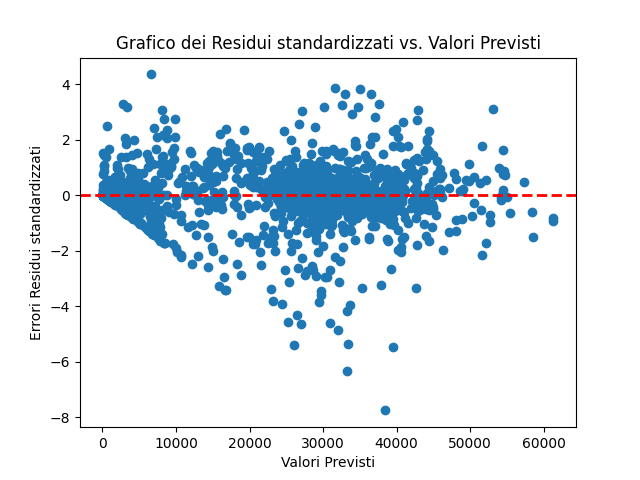 Grafico dei Residui standardizzati vs. Valori Previsti
Errori Residui standardizzati
4
2
0
−2
−4
−6
−8
0 10000 20000 30000 40000 50000 60000
Valori Previsti